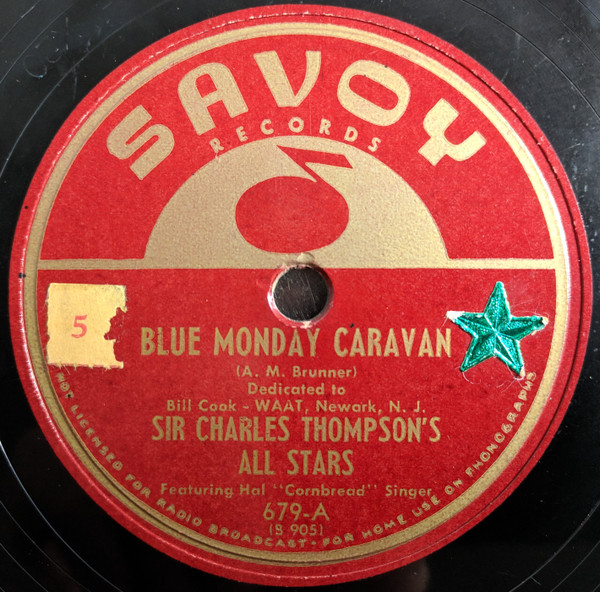 SAVOY
RECORDS
5
BLUE MONDAY CARAVAN
(A. M. Brunner)
Dedicated to
Bill Cook - WAAT, Newark, N. J.
SIR CHARLES THOMPSON'S
ALL STARS
Featuring Hal "Cornbread" Singer
679-A
(B 905)
NOT LICENSED FOR RADIO BROADCAST - FOR HOME USE ON PHONOGRAPHS